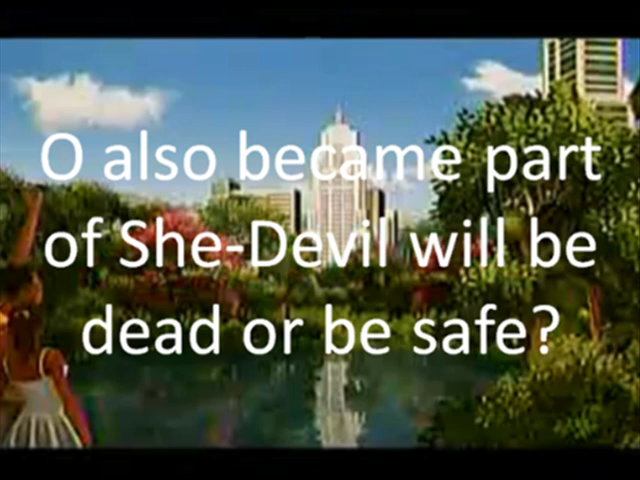 O also became part
of She-Devil will be
dead or be safe?